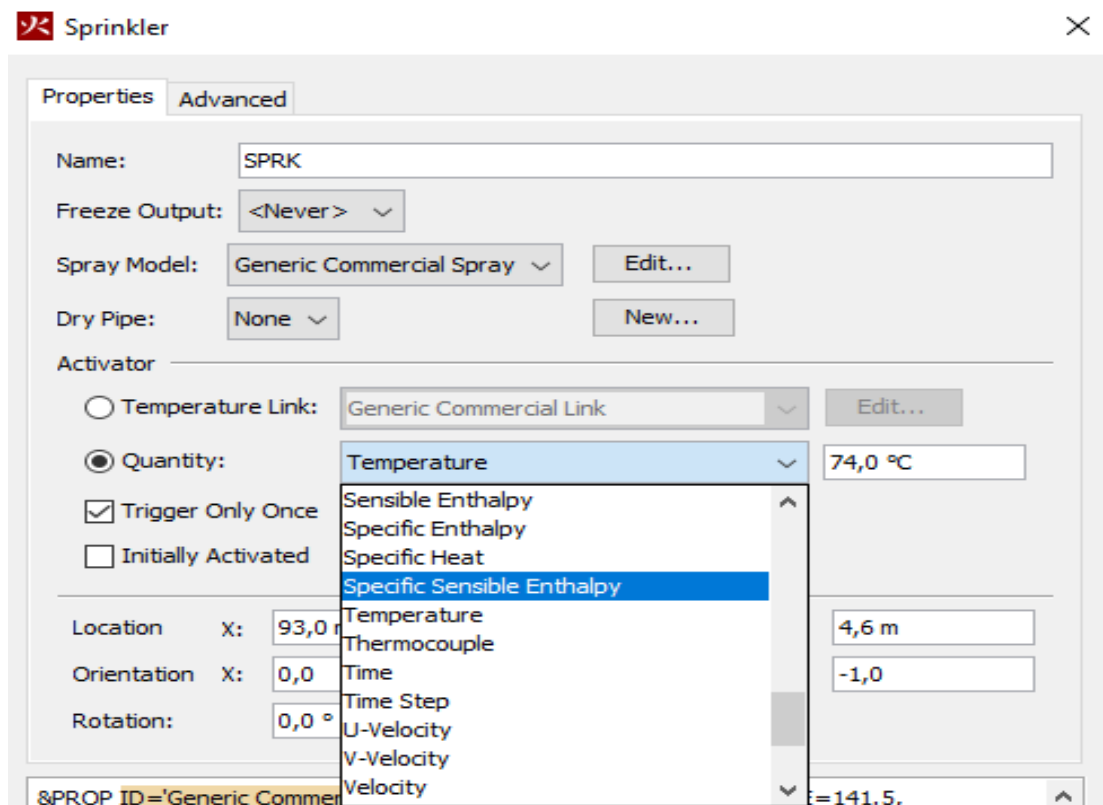 Sprinkler
Properties Advanced
Name: SPRK
Freeze Output: <Never>
Spray Model: Generic Commercial Spray Edit...
Dry Pipe: None New...
Activator
Temperature Link: Generic Commercial Link Edit...
Quantity: Temperature 74,0 °C
Sensible Enthalpy
Trigger Only Once
Specific Enthalpy
Initially Activated
Specific Heat
Specific Sensible Enthalpy
Temperature
Location X: 93,0 4,6 m
Thermocouple
Orientation X: 0,0 Time -1,0
Time Step
Rotation: 0,0 ° U-Velocity
V-Velocity
Velocity
&PROP ID='Generic Commer E=141.5,